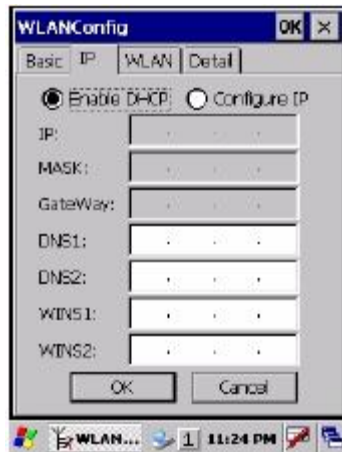 WLANConfig OK ×
Basic IP WLAN Detail
Enable DHCP Configure IP
IP:
MASK:
GateWay:
DNS1:
DNS2:
WINS1:
WINS2:
OK Cancel
WLAN... 1 11:24 PM